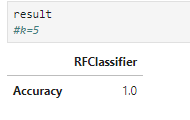 result
#k=5
RFClassifier
Accuracy 1.0